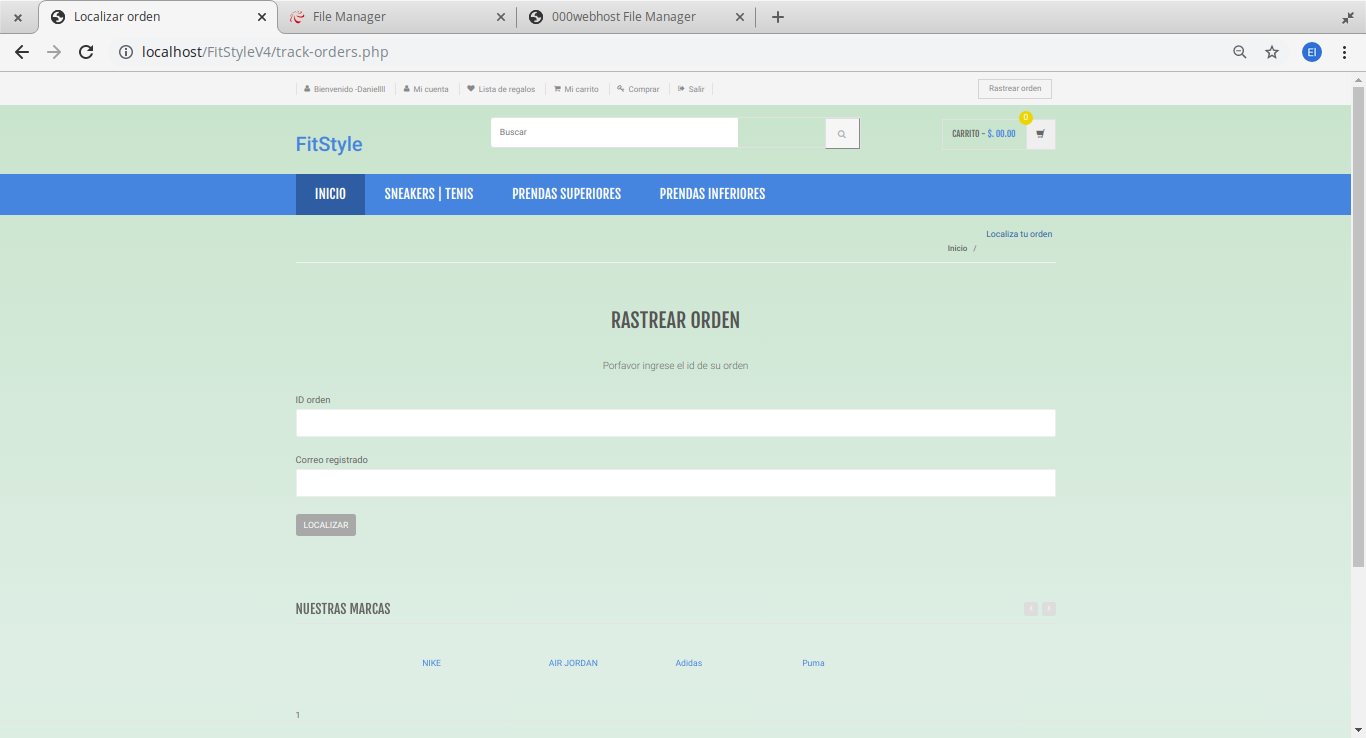 Localizar orden File Manager 000webhost File Manager
localhost/FitStyleV4/track-orders.php EI
Bienvenido -Daniellll Mi cuenta Lista de regalos Mi carrito Comprar Salir Rastrear orden
FitStyle Buscar CARRITO - $. 00.00 0
INICIO SNEAKERS | TENIS PRENDAS SUPERIORES PRENDAS INFERIORES
Localiza tu orden
Inicio /
RASTREAR ORDEN
Porfavor ingrese el id de su orden
ID orden
Correo registrado
LOCALIZAR
NUESTRAS MARCAS
NIKE AIR JORDAN Adidas Puma
1